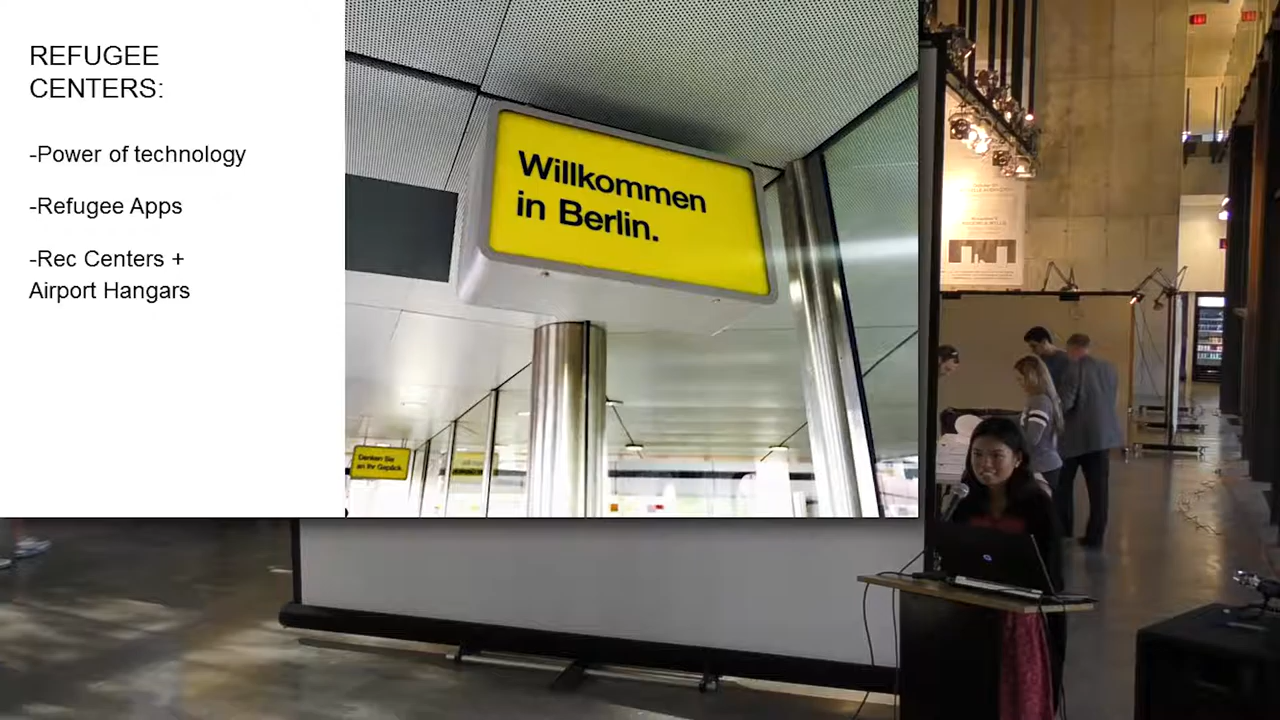 REFUGEE
CENTERS:
-Power of technology
-Refugee Apps
-Rec Centers +
Airport Hangars
Willkommen
in Berlin.
Denken Sie
an Ihr Gepäck.